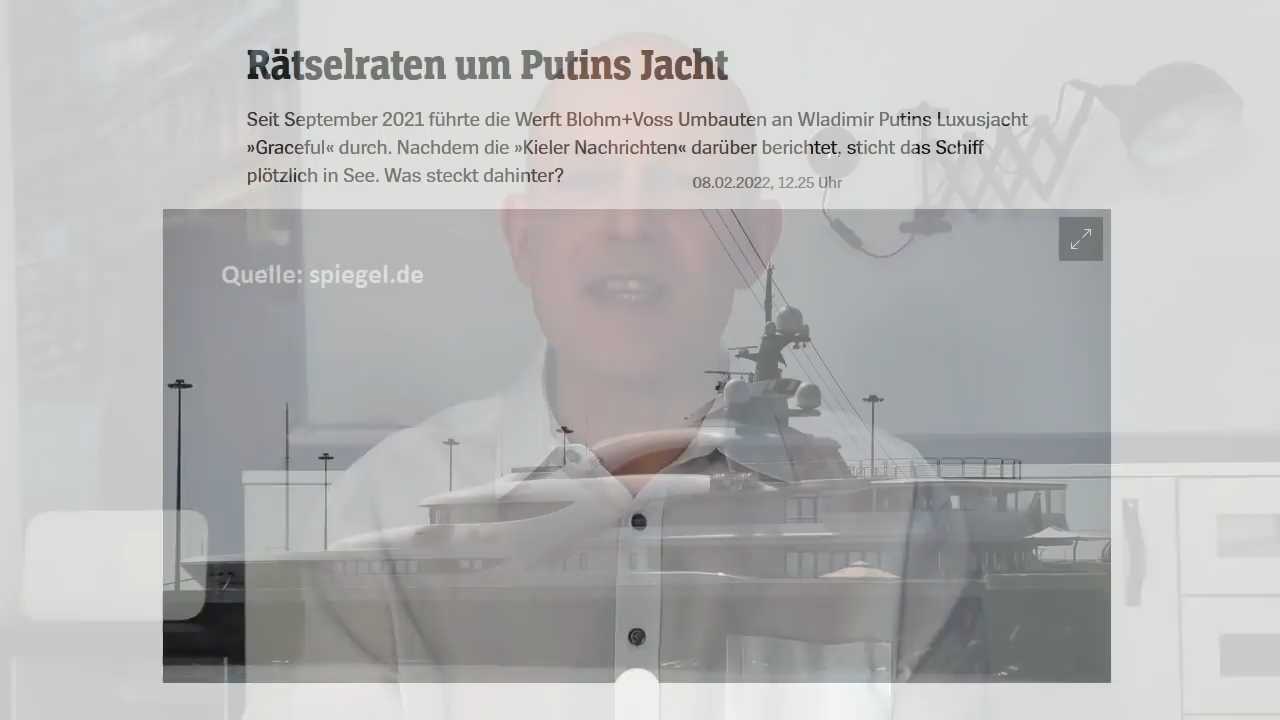 Rätselraten um Putins Jacht
Seit September 2021 führte die Werft Blohm+Voss Umbauten an Wladimir Putins Luxusjacht
»Graceful« durch. Nachdem die »Kieler Nachrichten« darüber berichtet, sticht das Schiff
plötzlich in See. Was steckt dahinter?
08.02.2022, 12.25 Uhr
Quelle: spiegel.de